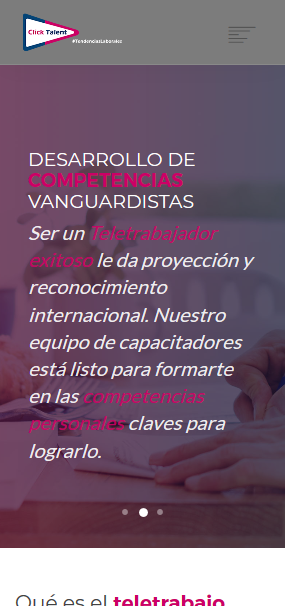 Click Talent
#TendenciasLaborales
DESARROLLO DE
COMPETENCIAS
VANGUARDISTAS
Ser un Teletrabajador
exitoso le da proyección y
reconocimiento
internacional. Nuestro
equipo de capacitadores
está listo para formarte
en las competencias
personales claves para
lograrlo.
Qué es el teletrabajo